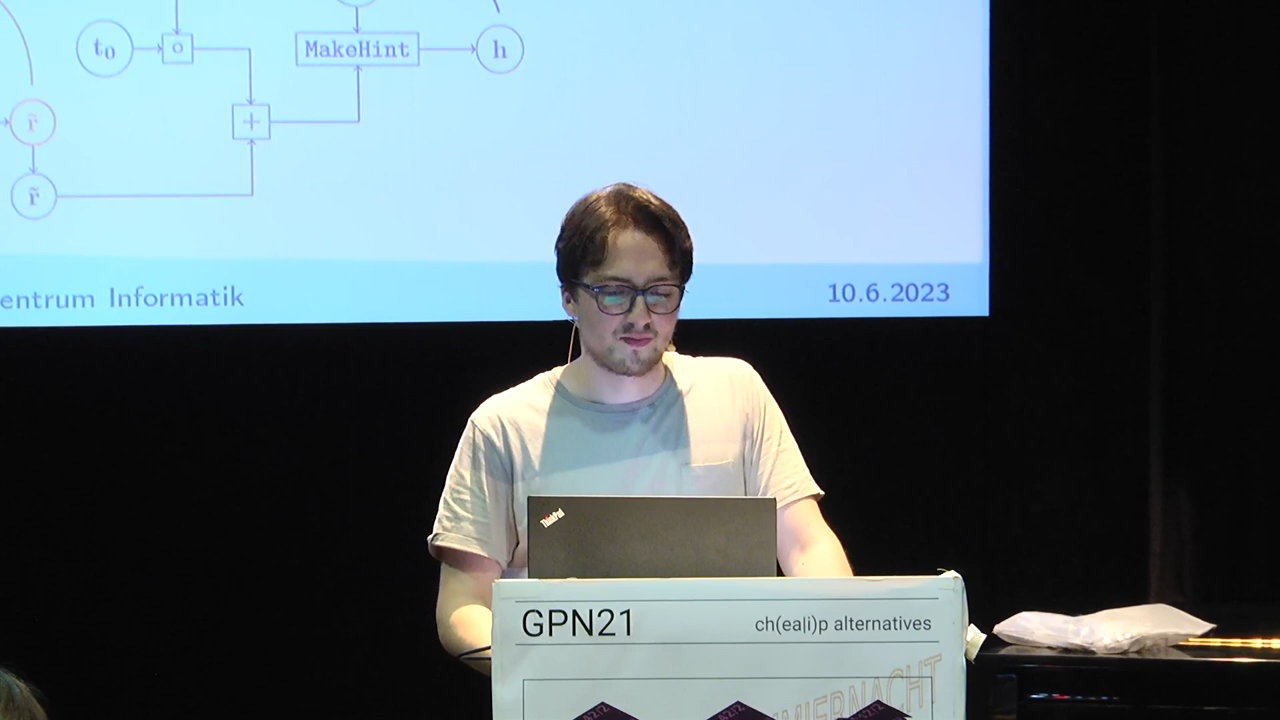 t₀
o
MakeHint
h
r̃
+
r̃
entrum Informatik
10.6.2023
ThinkPad
GPN21
ch(ea|i)p alternatives